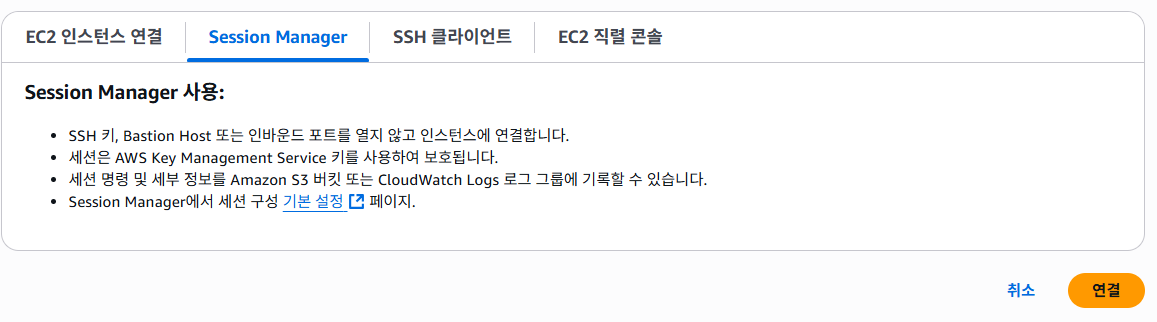 EC2 인스턴스 연결
Session Manager
SSH 클라이언트
EC2 직렬 콘솔
Session Manager 사용:
SSH 키, Bastion Host 또는 인바운드 포트를 열지 않고 인스턴스에 연결합니다.
세션은 AWS Key Management Service 키를 사용하여 보호됩니다.
세션 명령 및 세부 정보를 Amazon S3 버킷 또는 CloudWatch Logs 로그 그룹에 기록할 수 있습니다.
Session Manager에서 세션 구성 기본 설정 페이지.
취소
연결